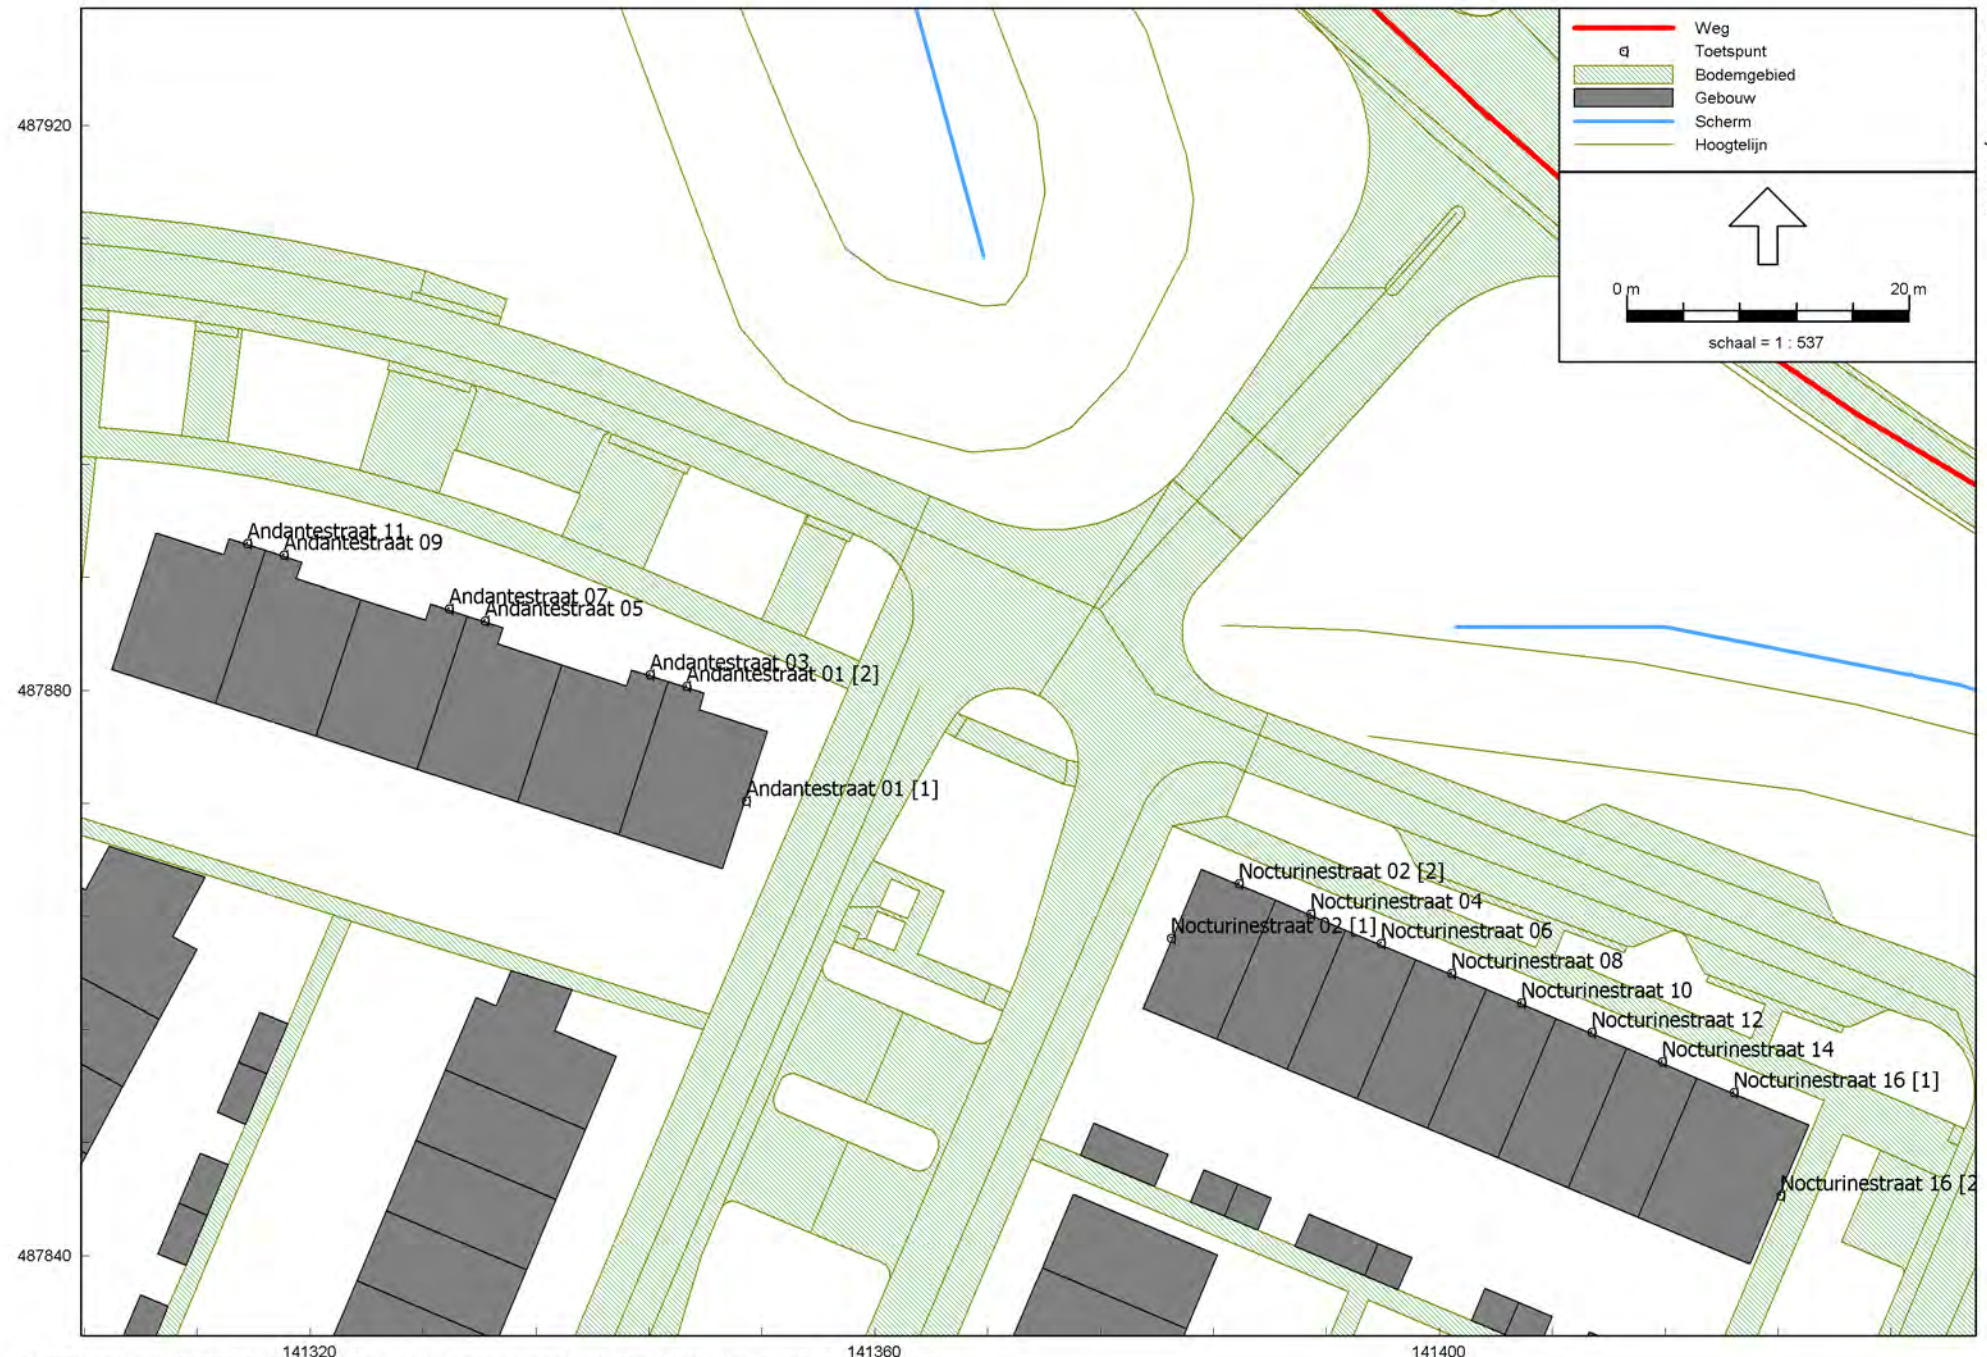 Weg
Toetspunt
Bodemgebied
Gebouw
Scherm
Hoogtelijn
0 m 20 m
schaal = 1 : 537
487920
Andantestraat 11
Andantestraat 09
Andantestraat 07
Andantestraat 05
Andantestraat 03
Andantestraat 01 [2]
487880
Andantestraat 01 [1]
Nocturinestraat 02 [2]
Nocturinestraat 04
Nocturinestraat 02 [1]
Nocturinestraat 06
Nocturinestraat 08
Nocturinestraat 10
Nocturinestraat 12
Nocturinestraat 14
Nocturinestraat 16 [1]
Nocturinestraat 16 [2
487840
141320 141360 141400